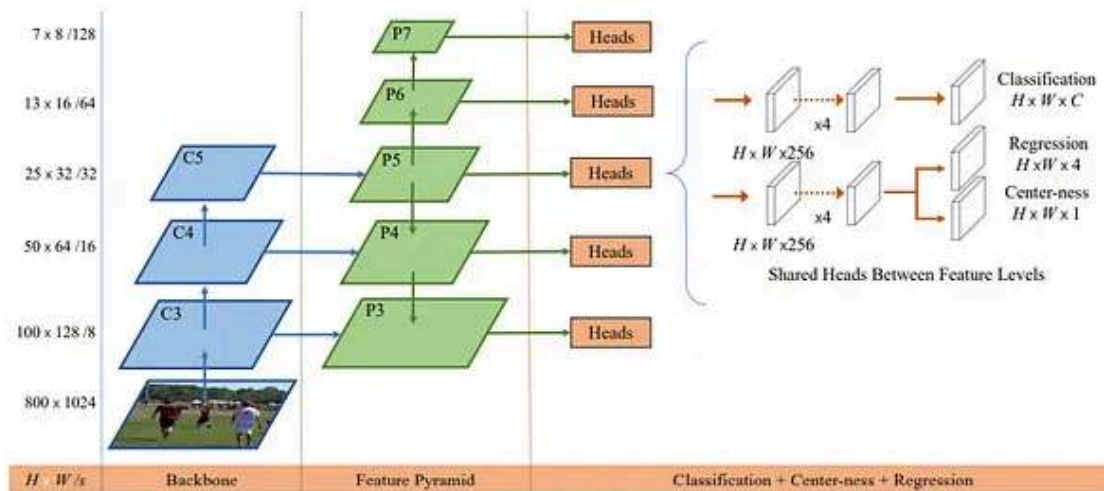 7 x 8 /128
P7
Heads
13 x 16 /64
P6
Heads
25 x 32 /32
C5
P5
Heads
50 x 64 /16
C4
P4
Heads
100 x 128 /8
C3
P3
Heads
800 x 1024
x4
Classification
H x W x C
H x W x256
Regression
H xW x 4
x4
Center-ness
H x W x 1
H x W x256
Shared Heads Between Feature Levels
H x W /s
Backbone
Feature Pyramid
Classification + Center-ness + Regression